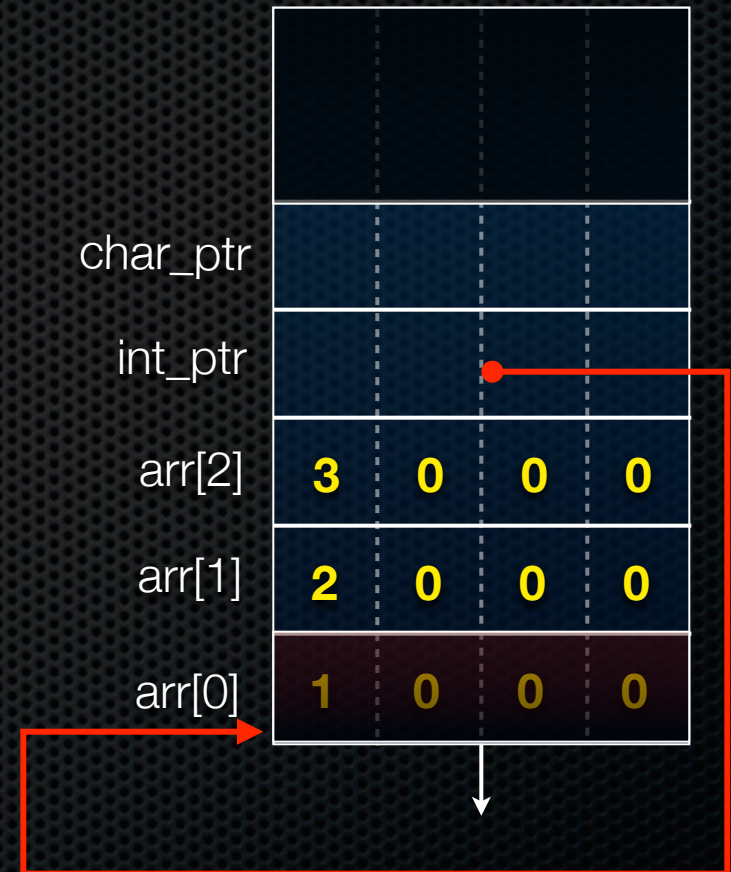 char_ptr
int_ptr
arr[2] 3 0 0 0
arr[1] 2 0 0 0
arr[0] 1 0 0 0